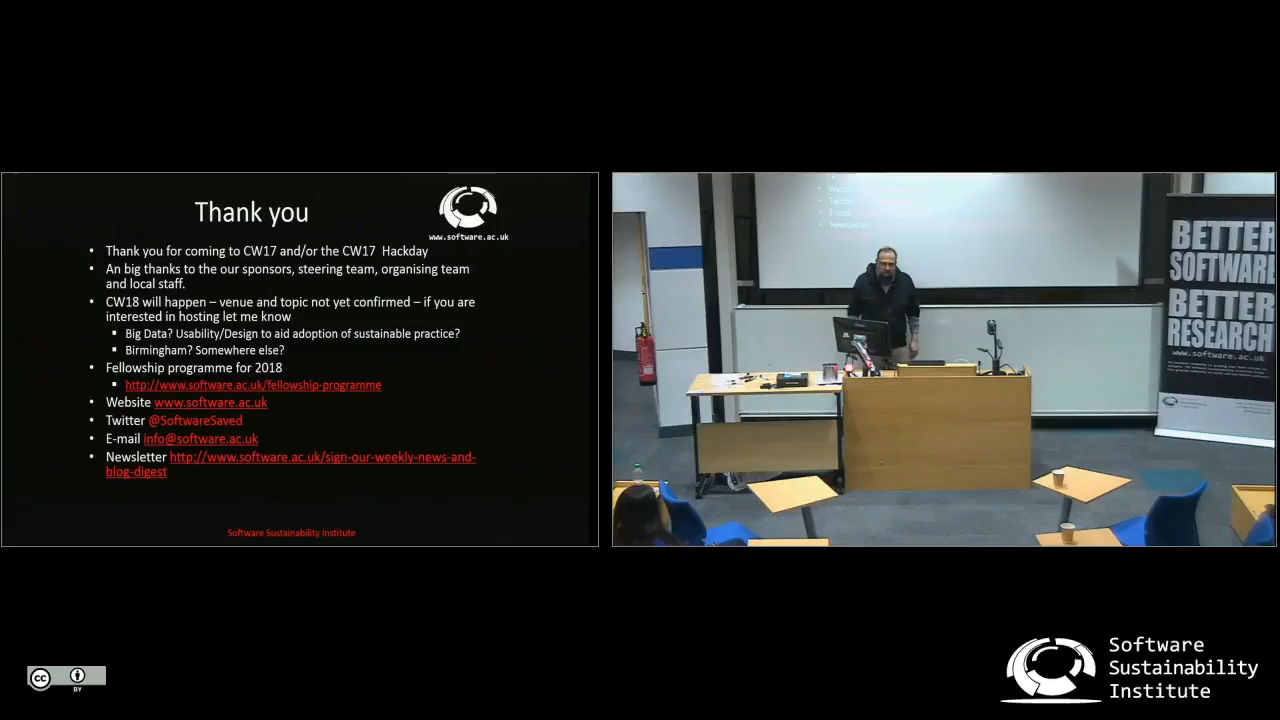 Thank you
www.software.ac.uk
Thank you for coming to CW17 and/or the CW17 Hackday
An big thanks to the our sponsors, steering team, organising team
and local staff.
CW18 will happen – venue and topic not yet confirmed – if you are
interested in hosting let me know
Big Data? Usability/Design to aid adoption of sustainable practice?
Birmingham? Somewhere else?
Fellowship programme for 2018
http://www.software.ac.uk/fellowship-programme
Website www.software.ac.uk
Twitter @SoftwareSaved
E-mail info@software.ac.uk
Newsletter http://www.software.ac.uk/sign-our-weekly-news-and-
blog-digest
Software Sustainability Institute
Newsletter
BETTER
SOFTWARE
BETTER
RESEARCH
www.software.ac.uk
cc
BY
Software
Sustainability
Institute